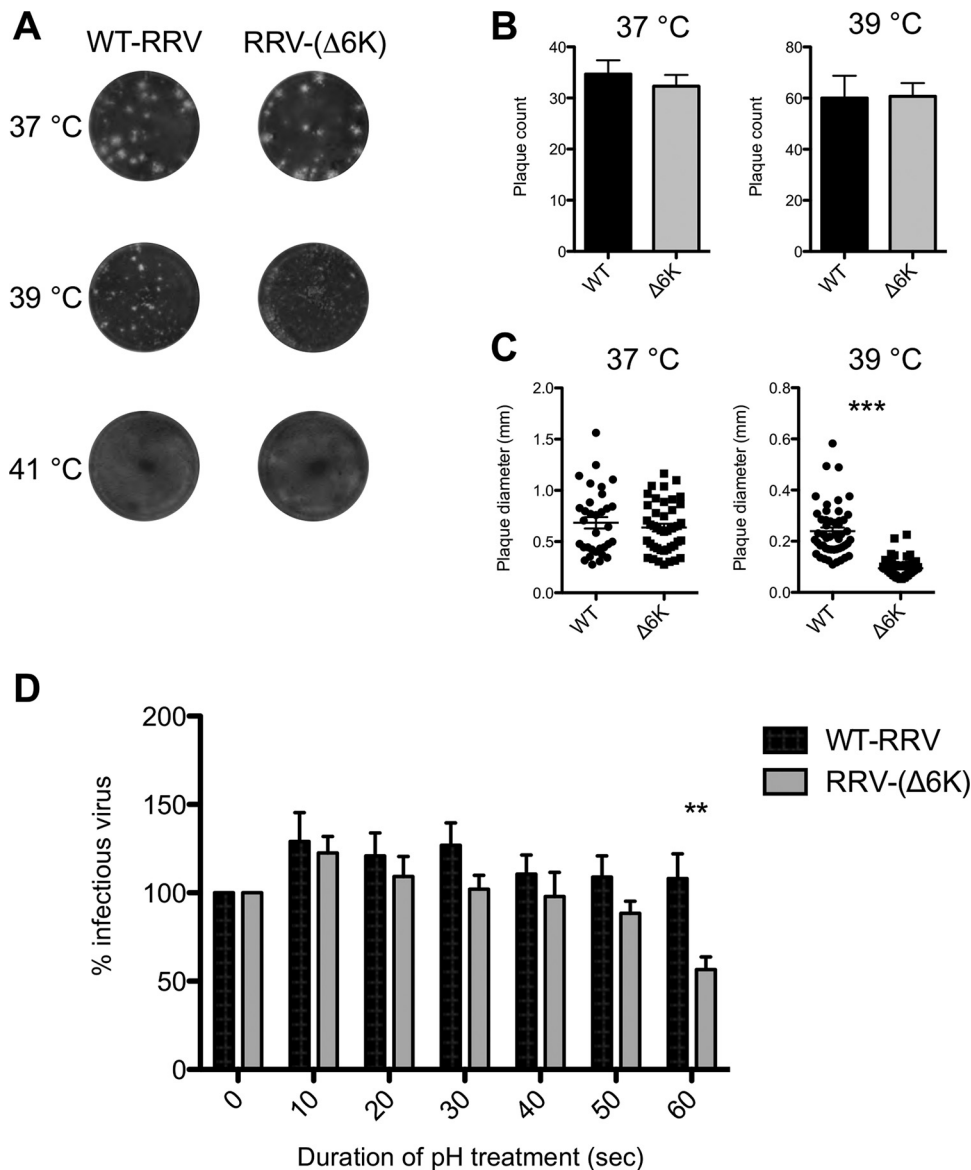 A
WT-RRV RRV-(Δ6K)
37 °C
39 °C
41 °C
B
37 °C 39 °C
40
30
20
10
0
Plaque count
WT Δ6K
80
60
40
20
0
Plaque count
WT Δ6K
C
37 °C 39 °C
2.0
1.5
1.0
0.5
0.0
Plaque diameter (mm)
WT Δ6K
0.8
0.6
0.4
0.2
0.0
Plaque diameter (mm)
***
WT Δ6K
D
200
150
100
50
0
% infectious virus
WT-RRV
RRV-(Δ6K)
**
0 10 20 30 40 50 60
Duration of pH treatment (sec)